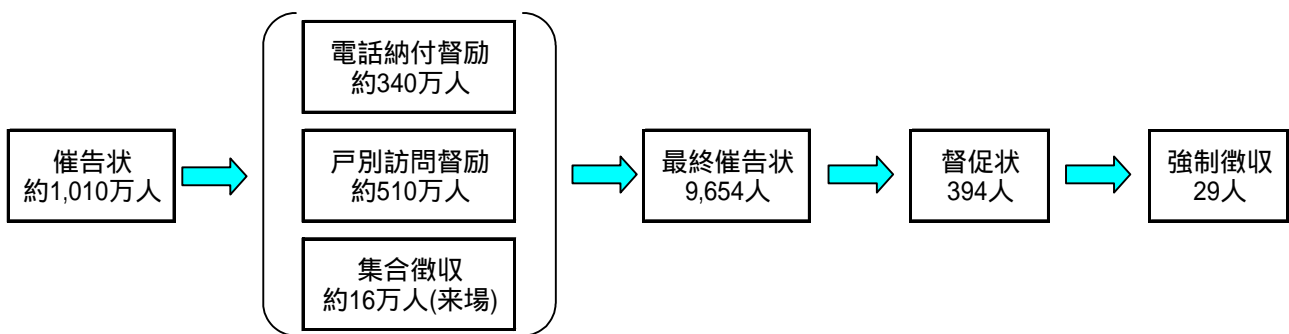 催告状
約1,010万人
電話納付督励
約340万人
戸別訪問督励
約510万人
集合徴収
約16万人(来場)
最終催告状
9,654人
督促状
394人
強制徴収
29人